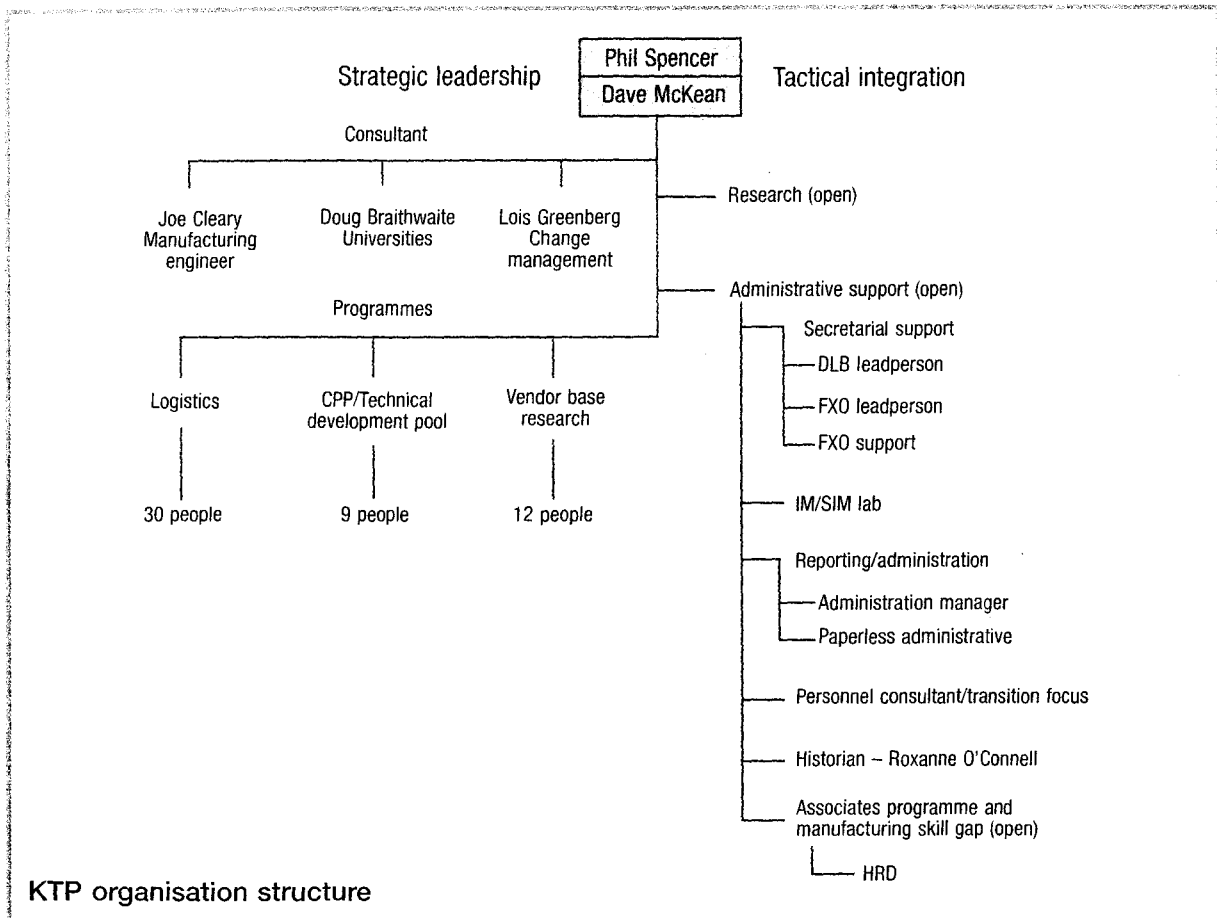 Strategic leadership
Phil Spencer
Dave McKean
Tactical integration
Consultant
Joe Cleary
Manufacturing
engineer
Doug Braithwaite
Universities
Lois Greenberg
Change
management
Research (open)
Administrative support (open)
Programmes
Logistics
CPP/Technical
development pool
Vendor base
research
30 people
9 people
12 people
Secretarial support
DLB leadperson
FXO leadperson
FXO support
IM/SIM lab
Reporting/administration
Administration manager
Paperless administrative
Personnel consultant/transition focus
Historian – Roxanne O'Connell
Associates programme and
manufacturing skill gap (open)
HRD
KTP organisation structure